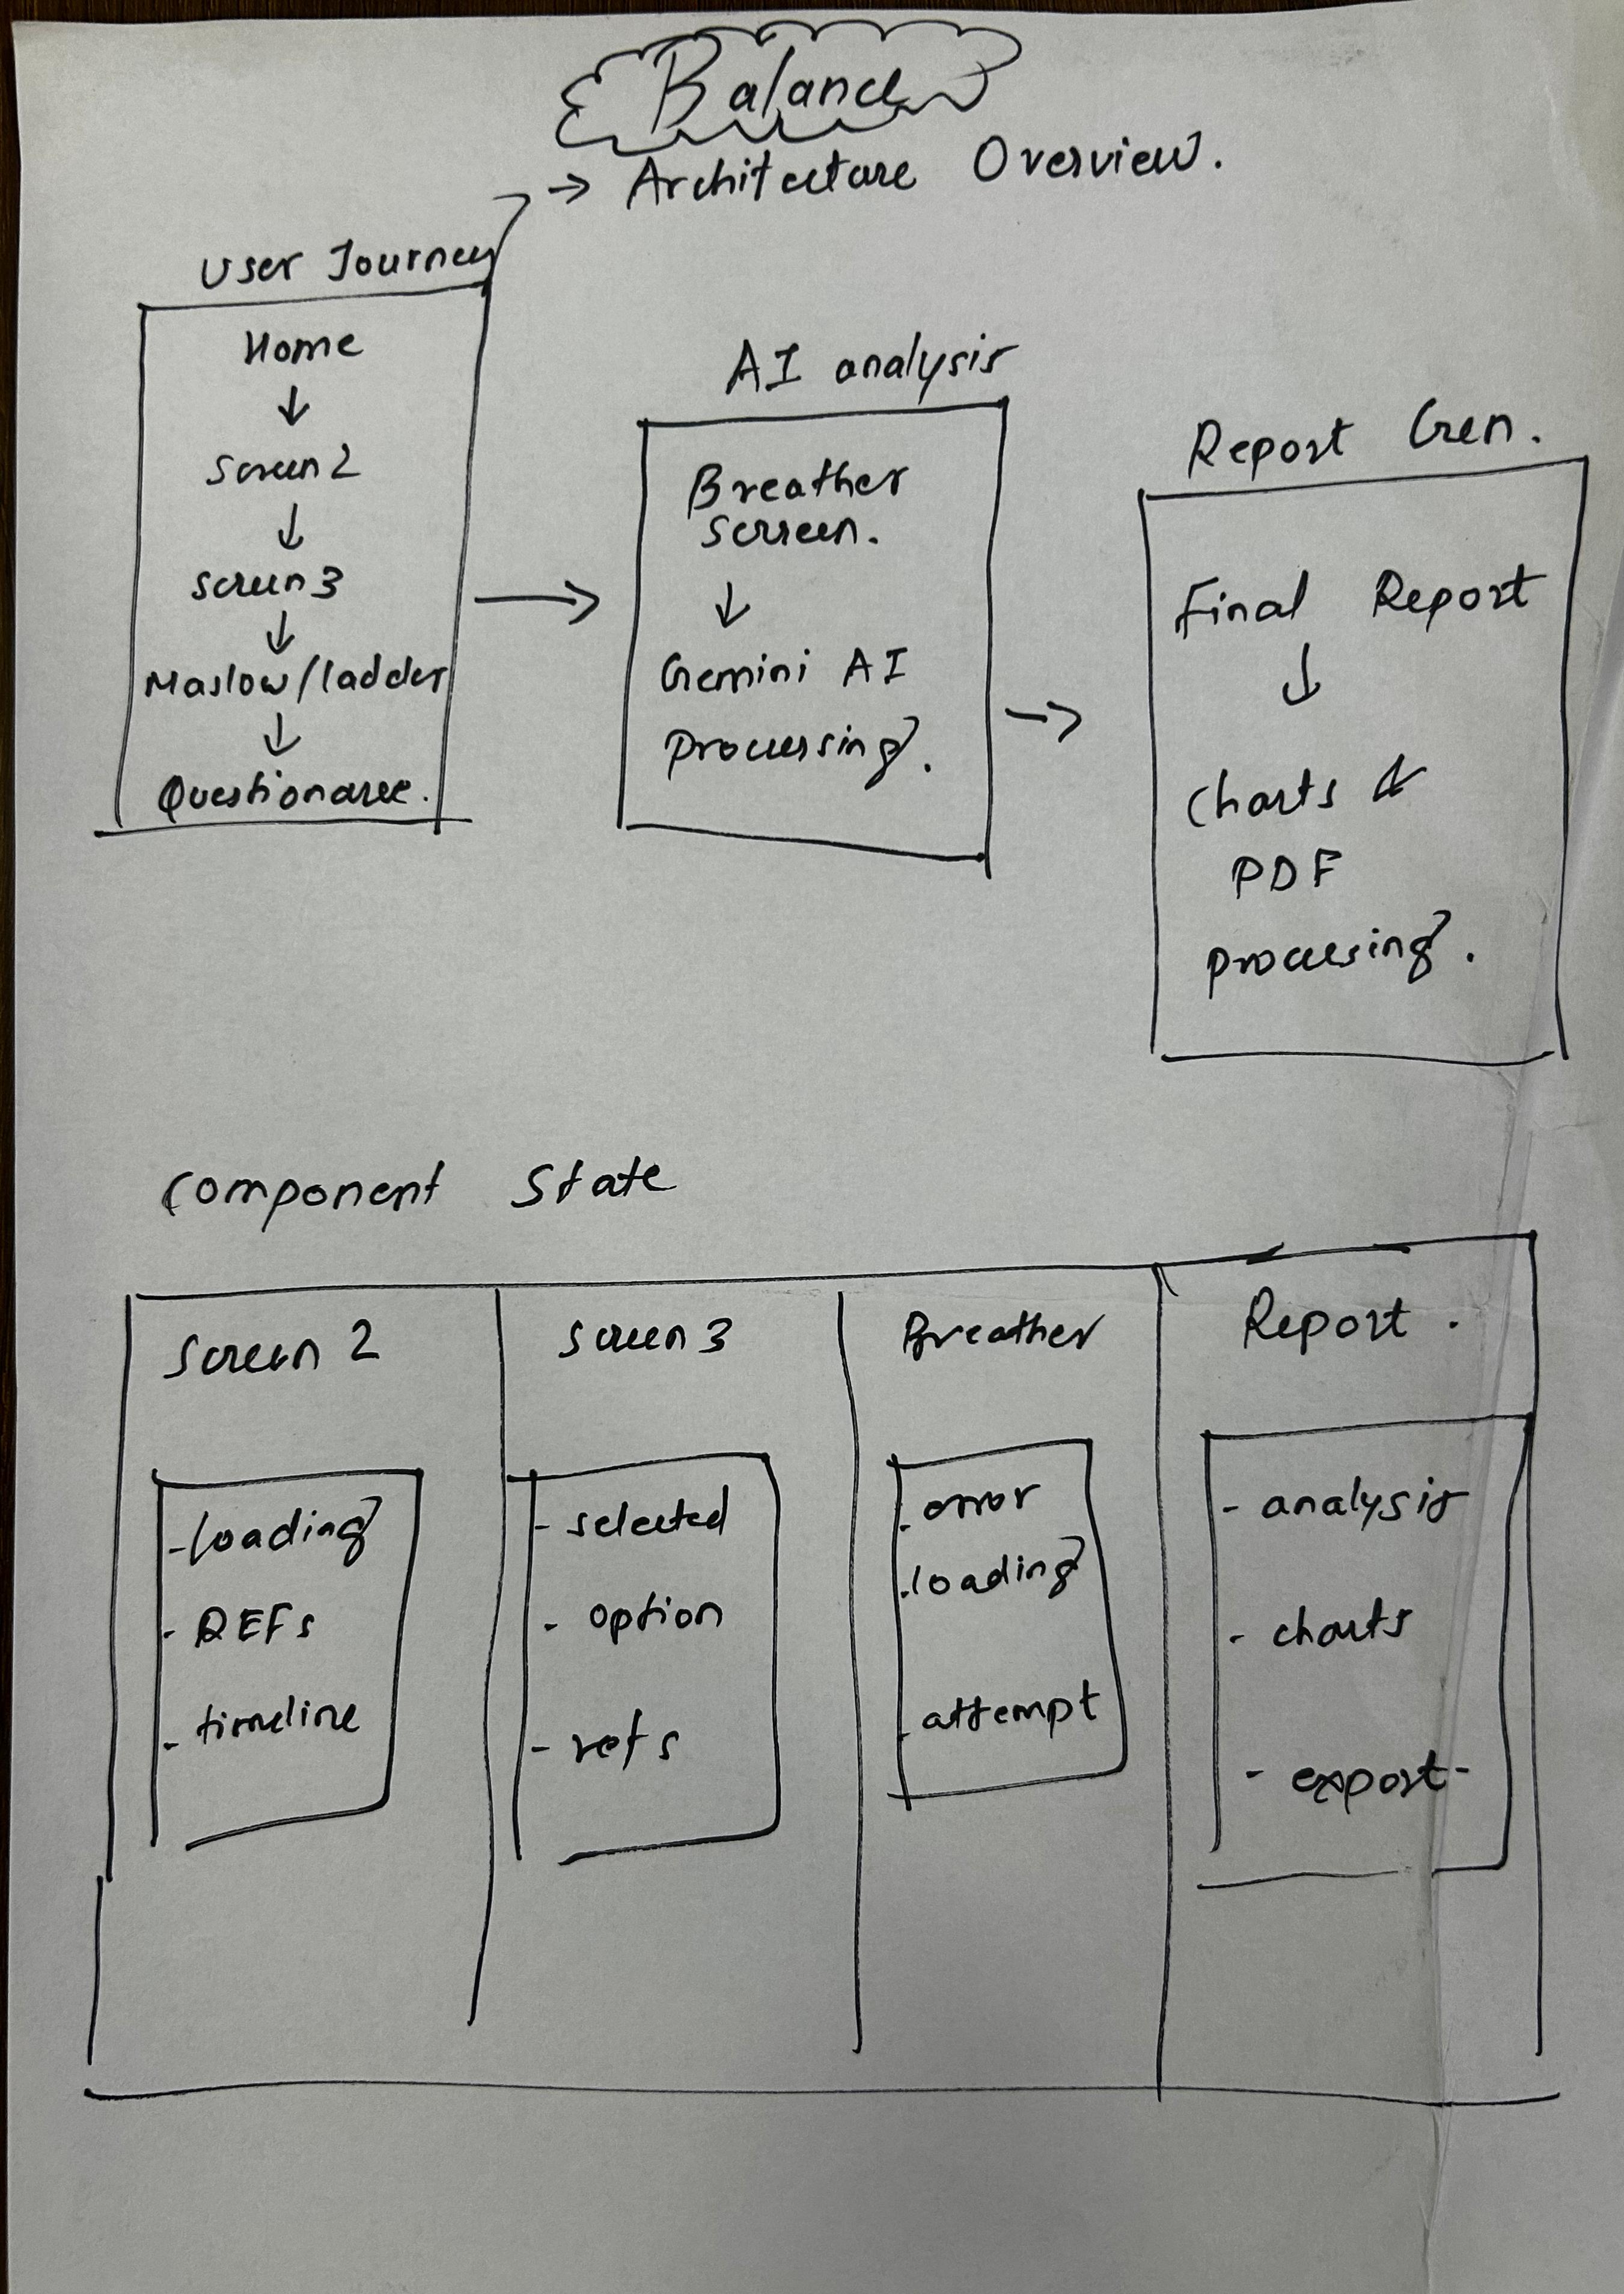 Balance
→ Architecture Overview.
User Journey
Home
↓
Screen 2
↓
Screen 3
↓
Maslow/ladder
↓
Questionaree.
AI analysis
Breather
screen.
↓
Gemini AI
processing.
Report Gen.
Final Report
↓
Charts &
PDF
procesing.
Component State
Screen 2
- loading
- REFs
- timeline
Screen 3
- selected
- option
- refs
Breather
. error
. loading
. attempt
Report.
- analysis
- charts
- export-